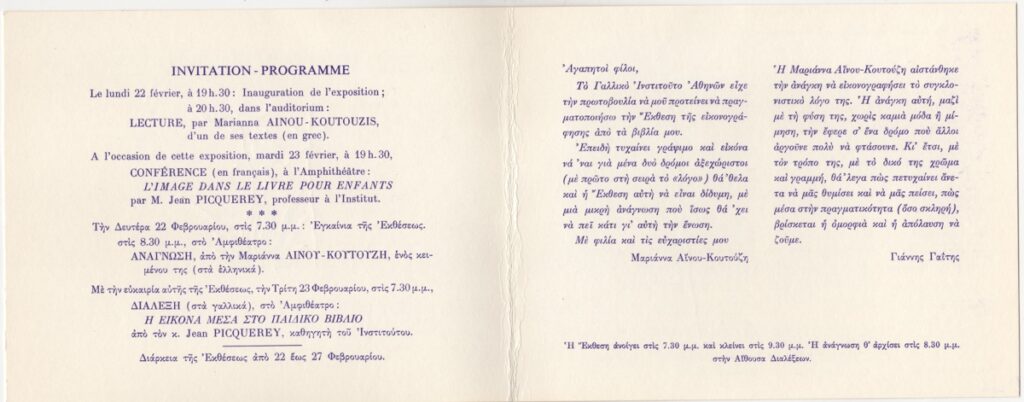 INVITATION - PROGRAMME
Le lundi 22 février, à 19 h. 30 : Inauguration de l'exposition ;
à 20 h. 30, dans l'auditorium :
LECTURE, par Marianna AINOU-KOUTOUZIS,
d'un de ses textes (en grec).
A l'occasion de cette exposition, mardi 23 février, à 19 h. 30,
CONFÉRENCE (en français), à l'Amphithéâtre :
L'IMAGE DANS LE LIVRE POUR ENFANTS
par M. Jean PICQUEREY, professeur à l'Institut.
* * *
Τὴν Δευτέρα 22 Φεβρουαρίου, στὶς 7.30 μ.μ. : Ἐγκαίνια τῆς Ἐκθέσεως.
στὶς 8.30 μ.μ., στὸ Ἀμφιθέατρο :
ΑΝΑΓΝΩΣΗ, ἀπὸ τὴν Μαριάννα ΑΙΝΟΥ-ΚΟΥΤΟΥΖΗ, ἑνὸς κει-
μένου της (στὰ ἑλληνικά).
Μὲ τὴν εὐκαιρία αὐτῆς τῆς Ἐκθέσεως, τὴν Τρίτη 23 Φεβρουαρίου, στὶς 7.30 μ.μ.,
ΔΙΑΛΕΞΗ (στὰ γαλλικά), στὸ Ἀμφιθέατρο :
Η ΕΙΚΟΝΑ ΜΕΣΑ ΣΤΟ ΠΑΙΔΙΚΟ ΒΙΒΛΙΟ
ἀπὸ τὸν κ. Jean PICQUEREY, καθηγητὴ τοῦ Ἰνστιτούτου.
Διάρκεια τῆς Ἐκθέσεως ἀπὸ 22 ἕως 27 Φεβρουαρίου.
Ἀγαπητοὶ φίλοι,
Τὸ Γαλλικὸ Ἰνστιτοῦτο Ἀθηνῶν εἶχε
τὴν πρωτοβουλία νὰ μοῦ προτείνει νὰ πραγ-
ματοποιήσω τὴν Ἔκθεση τῆς εἰκονογρά-
φησης ἀπὸ τὰ βιβλία μου.
Ἐπειδὴ τυχαίνει γράψιμο καὶ εἰκόνα
νά 'ναι γιὰ μένα δυὸ δρόμοι ἀξεχώριστοι
(μὲ πρῶτο στὴ σειρὰ τὸ «λόγο») θά'θελα
καὶ ἡ Ἔκθεση αὐτὴ νὰ εἶναι δίδυμη, μὲ
μιὰ μικρὴ ἀνάγνωση ποὺ ἴσως θά 'χει
νὰ πεῖ κάτι γι' αὐτὴ τὴν ἕνωση.
Μὲ φιλία καὶ τὶς εὐχαριστίες μου
Μαριάννα Αἴνου-Κουτούζη
Ἡ Μαριάννα Αἴνου-Κουτούζη αἰστάνθηκε
τὴν ἀνάγκη νὰ εἰκονογραφήσει τὸ συγκλο-
νιστικὸ λόγο της. Ἡ ἀνάγκη αὐτή, μαζὶ
μὲ τὴ φύση της, χωρὶς καμιὰ μόδα ἢ μί-
μηση, τὴν ἔφερε σ' ἕνα δρόμο ποὺ ἄλλοι
ἀργοῦνε πολὺ νὰ φτάσουνε. Κι' ἔτσι, μὲ
τὸν τρόπο της, μὲ τὸ δικό της χρῶμα
καὶ γραμμή, θά'λεγα πὼς πετυχαίνει ἄνε-
τα νὰ μᾶς θυμίσει καὶ νὰ μᾶς πείσει, πὼς
μέσα στὴν πραγματικότητα (ὅσο σκληρή),
βρίσκεται ἡ ὀμορφιὰ καὶ ἡ ἀπόλαυση νὰ
ζοῦμε.
Γιάννης Γαΐτης
Ἡ Ἔκθεση ἀνοίγει στὶς 7.30 μ.μ. καὶ κλείνει στὶς 9.30 μ.μ. Ἡ ἀνάγνωση θ' ἀρχίσει στὶς 8.30 μ.μ.
στὴν Αἴθουσα Διαλέξεων.